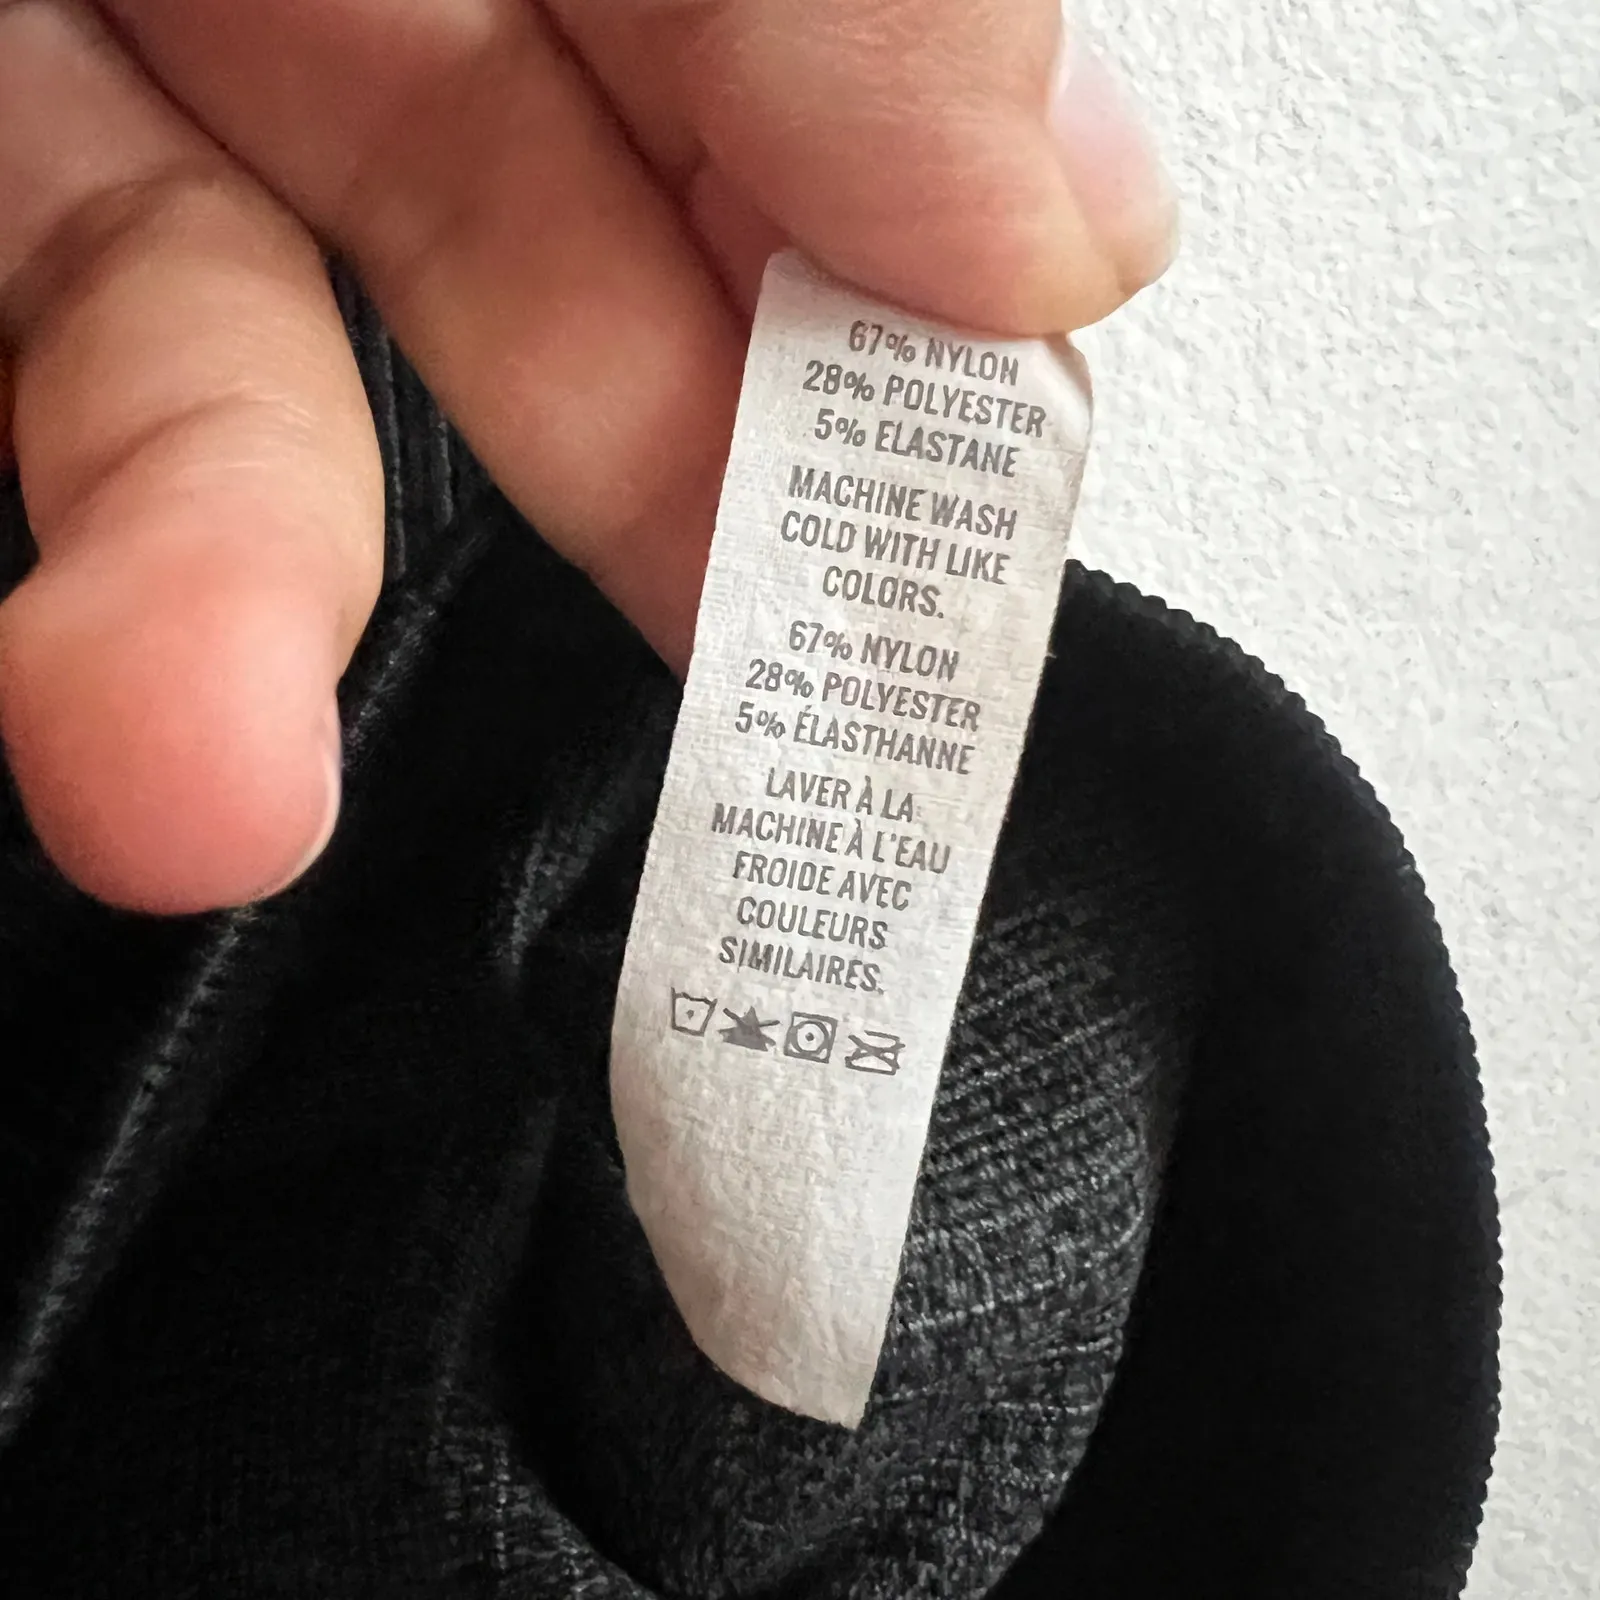 67% NYLON
28% POLYESTER
5% ELASTANE
MACHINE WASH
COLD WITH LIKE
COLORS.
67% NYLON
28% POLYESTER
5% ÉLASTHANNE
LAVER À LA
MACHINE À L'EAU
FROIDE AVEC
COULEURS
SIMILAIRES.